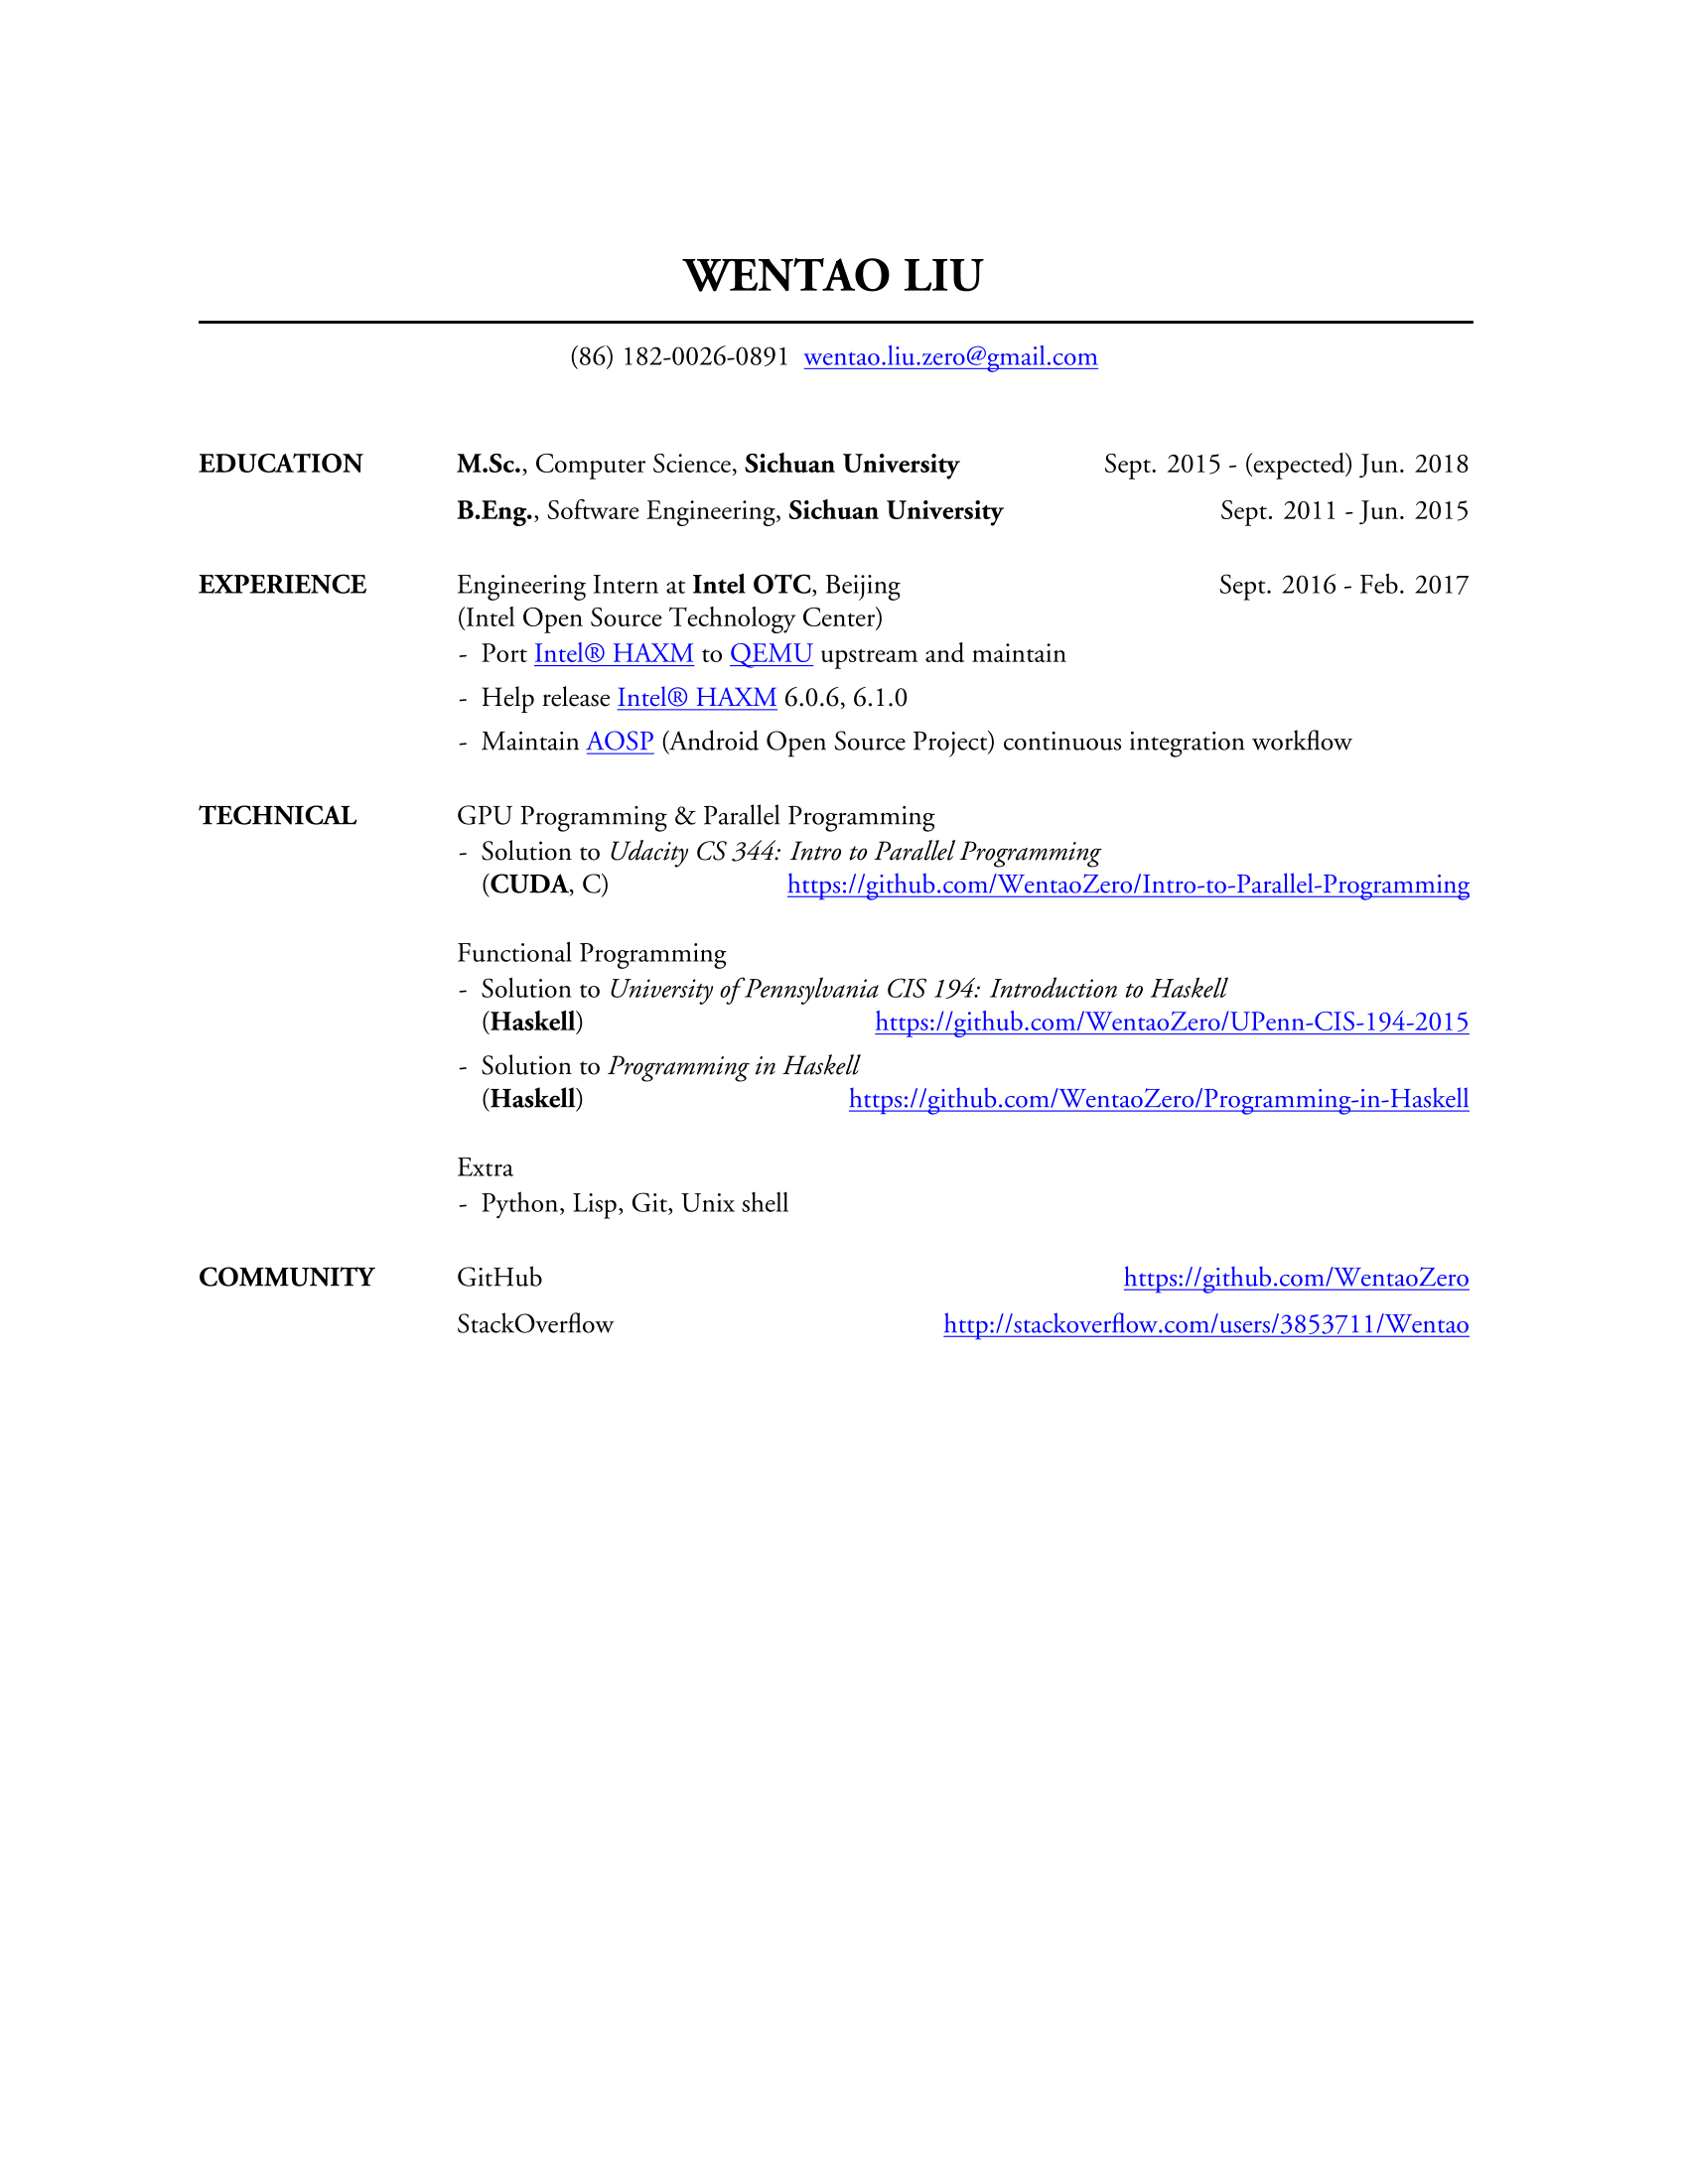 WENTAO LIU
(86) 182-0026-0891 wentao.liu.zero@gmail.com
EDUCATION M.Sc., Computer Science, Sichuan University Sept. 2015 - (expected) Jun. 2018
B.Eng., Software Engineering, Sichuan University Sept. 2011 - Jun. 2015
EXPERIENCE Engineering Intern at Intel OTC, Beijing Sept. 2016 - Feb. 2017
(Intel Open Source Technology Center)
- Port Intel® HAXM to QEMU upstream and maintain
- Help release Intel® HAXM 6.0.6, 6.1.0
- Maintain AOSP (Android Open Source Project) continuous integration workflow
TECHNICAL GPU Programming & Parallel Programming
- Solution to Udacity CS 344: Intro to Parallel Programming
(CUDA, C) https://github.com/WentaoZero/Intro-to-Parallel-Programming
Functional Programming
- Solution to University of Pennsylvania CIS 194: Introduction to Haskell
(Haskell) https://github.com/WentaoZero/UPenn-CIS-194-2015
- Solution to Programming in Haskell
(Haskell) https://github.com/WentaoZero/Programming-in-Haskell
Extra
- Python, Lisp, Git, Unix shell
COMMUNITY GitHub https://github.com/WentaoZero
StackOverflow http://stackoverflow.com/users/3853711/Wentao